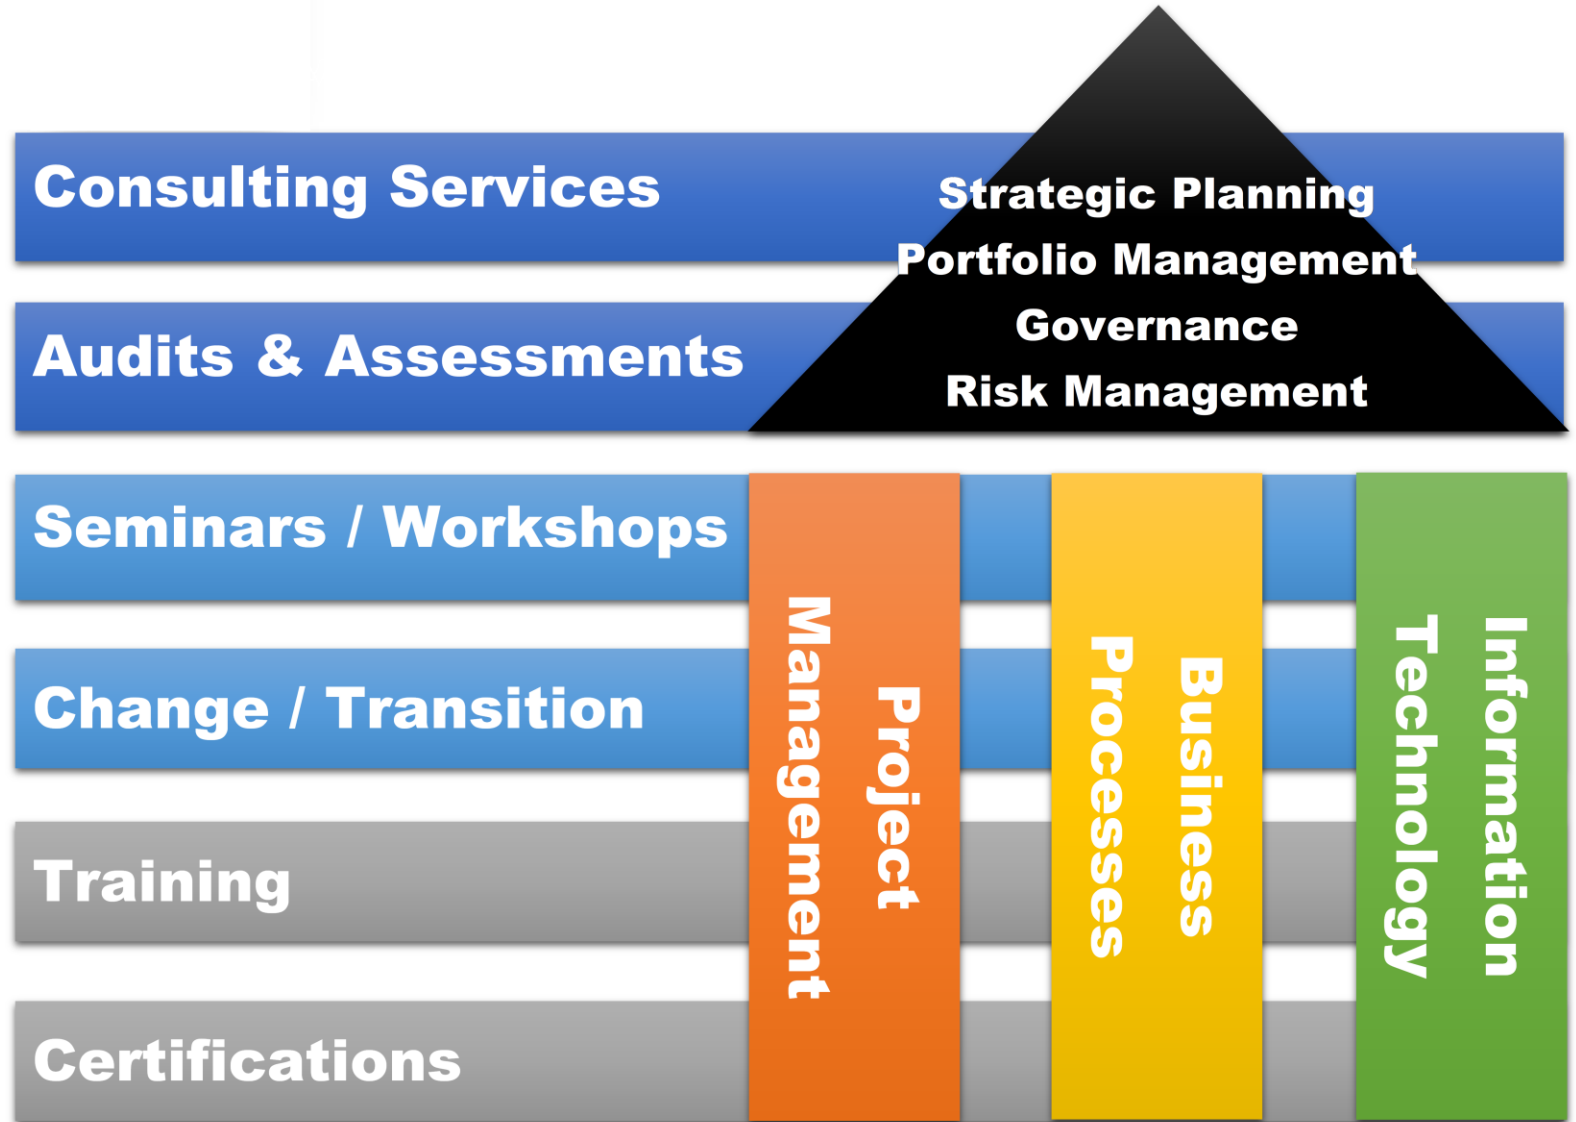 Consulting Services
Strategic Planning
Portfolio Management
Audits & Assessments
Governance
Risk Management
Seminars / Workshops
Change / Transition
Training
Certifications
Project
Management
Business
Processes
Information
Technology